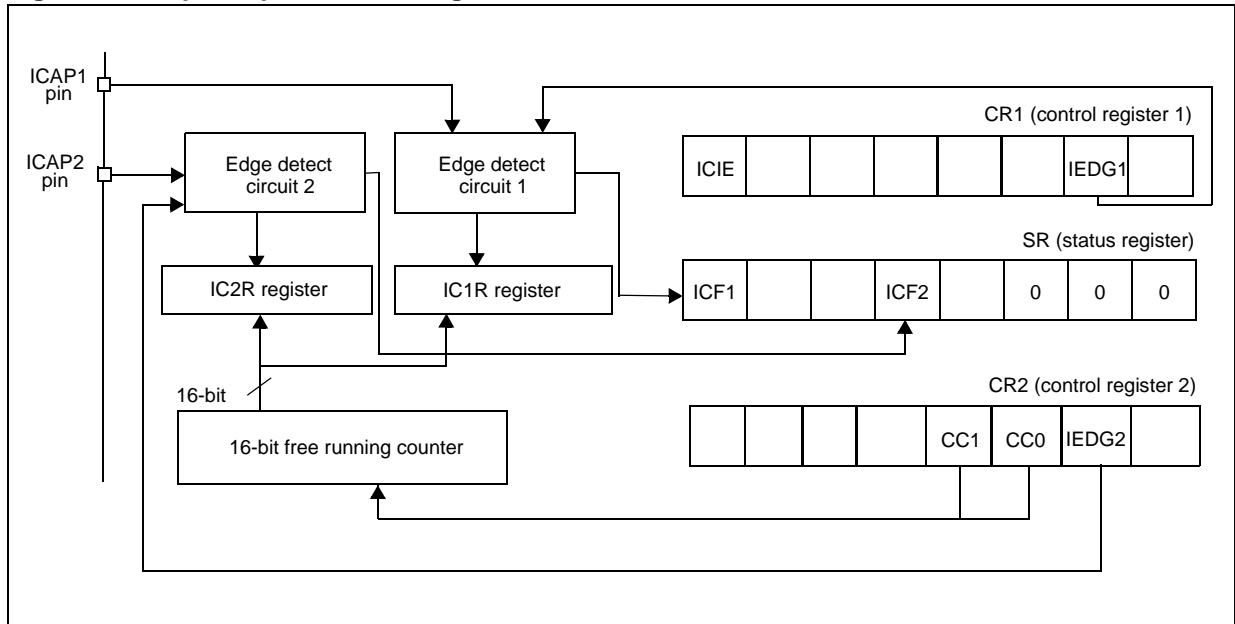 ICAP1
pin
ICAP2
pin
Edge detect
circuit 2
Edge detect
circuit 1
CR1 (control register 1)
ICIE
IEDG1
SR (status register)
IC2R register
IC1R register
ICF1
ICF2
0
0
0
16-bit
16-bit free running counter
CR2 (control register 2)
CC1
CC0
IEDG2